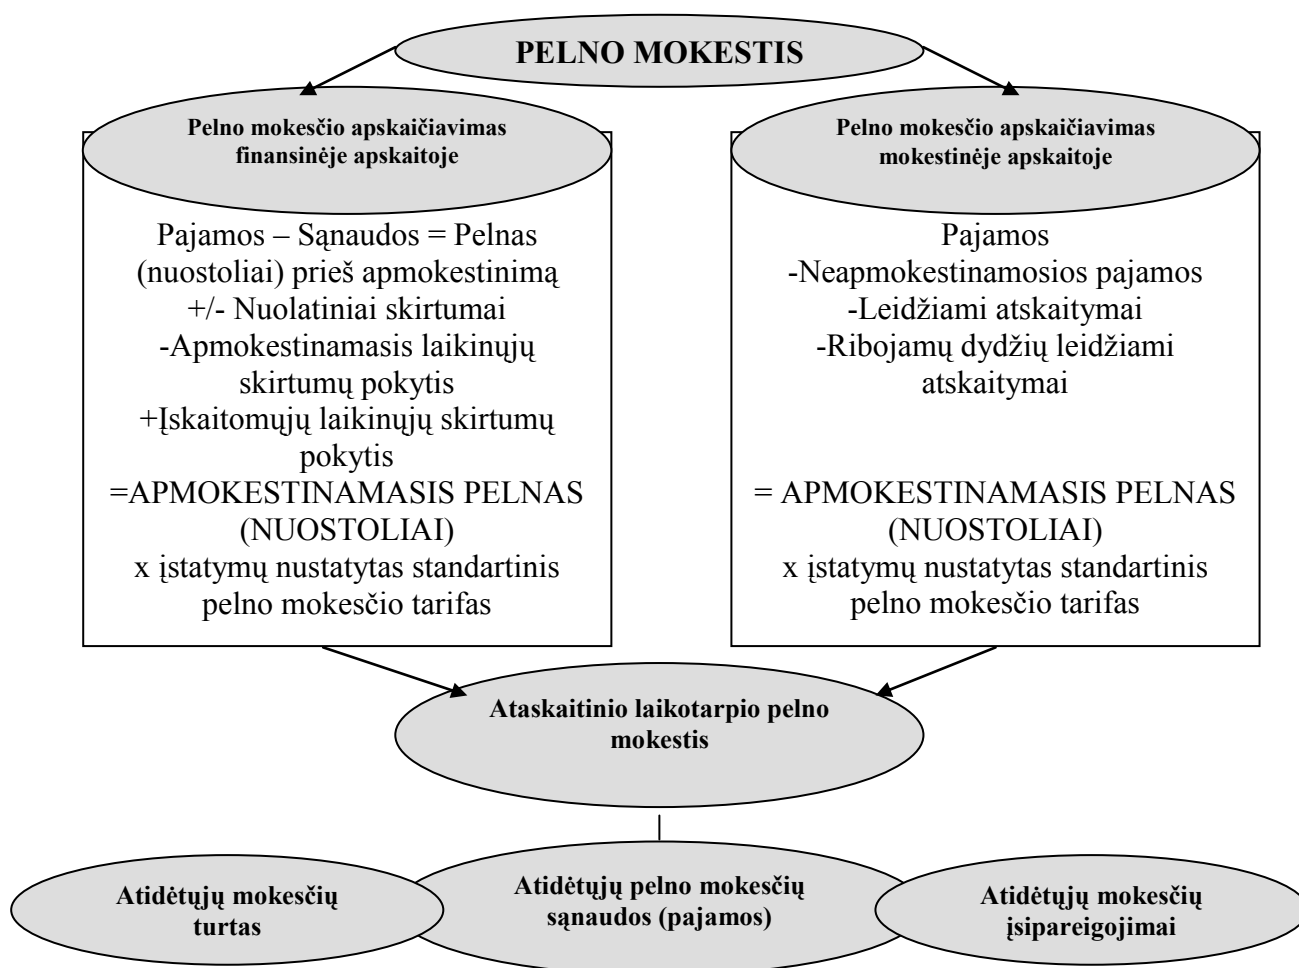 PELNO MOKESTIS
Pelno mokesčio apskaičiavimas
finansinėje apskaitoje
Pajamos – Sąnaudos = Pelnas
(nuostoliai) prieš apmokestinimą
+/- Nuolatiniai skirtumai
-Apmokestinamasis laikinųjų
skirtumų pokytis
+Įskaitomųjų laikinųjų skirtumų
pokytis
=APMOKESTINAMASIS PELNAS
(NUOSTOLIAI)
x įstatymų nustatytas standartinis
pelno mokesčio tarifas
Pelno mokesčio apskaičiavimas
mokestinėje apskaitoje
Pajamos
-Neapmokestinamosios pajamos
-Leidžiami atskaitymai
-Ribojamų dydžių leidžiami
atskaitymai
= APMOKESTINAMASIS PELNAS
(NUOSTOLIAI)
x įstatymų nustatytas standartinis
pelno mokesčio tarifas
Ataskaitinio laikotarpio pelno
mokestis
Atidėtųjų mokesčių
turtas
Atidėtųjų pelno mokesčių
sąnaudos (pajamos)
Atidėtųjų mokesčių
įsipareigojimai